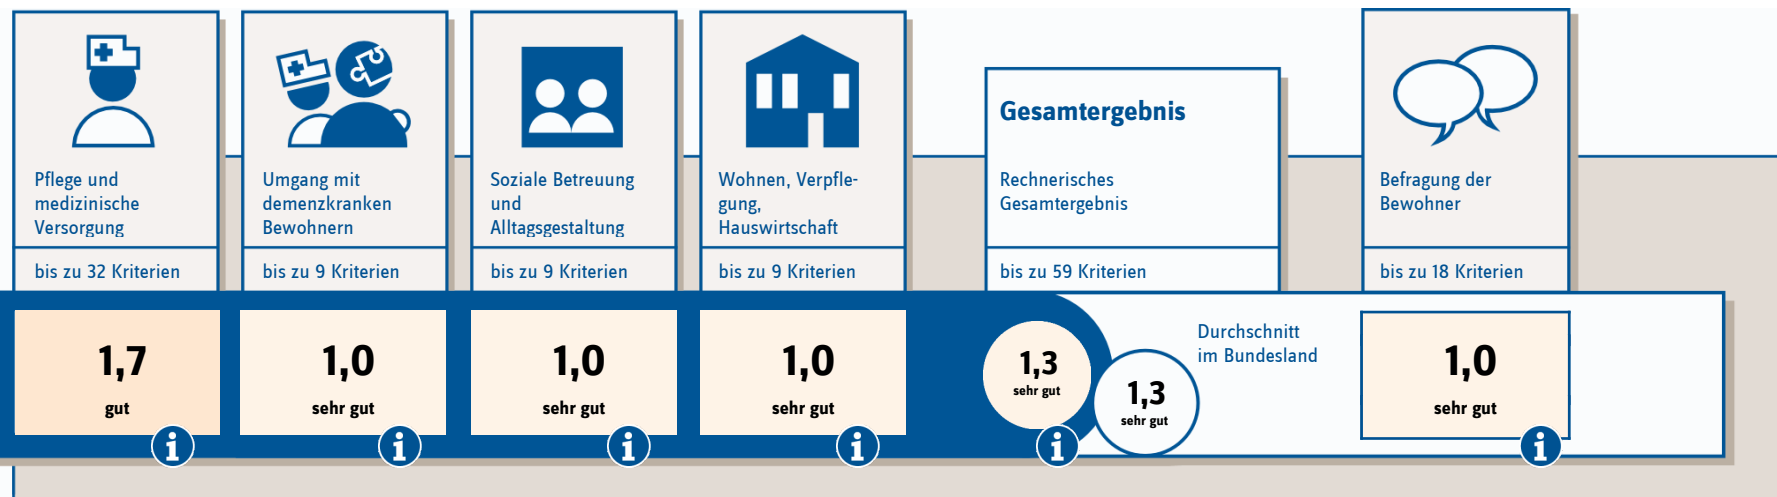 Pflege und
medizinische
Versorgung
bis zu 32 Kriterien
1,7
gut
Umgang mit
demenzkranken
Bewohnern
bis zu 9 Kriterien
1,0
sehr gut
Soziale Betreuung
und
Alltagsgestaltung
bis zu 9 Kriterien
1,0
sehr gut
Wohnen, Verpfle-
gung,
Hauswirtschaft
bis zu 9 Kriterien
1,0
sehr gut
Gesamtergebnis
Rechnerisches
Gesamtergebnis
bis zu 59 Kriterien
1,3
sehr gut
Durchschnitt
im Bundesland
1,3
sehr gut
Befragung der
Bewohner
bis zu 18 Kriterien
1,0
sehr gut